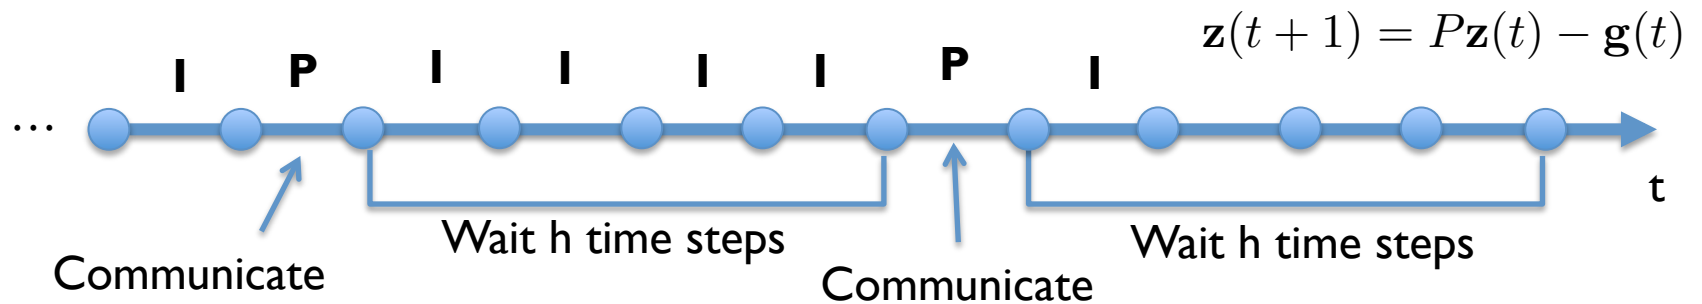 z(t + 1) = Pz(t) − g(t)
I P I I I I P I
...
t
Wait h time steps Wait h time steps
Communicate Communicate